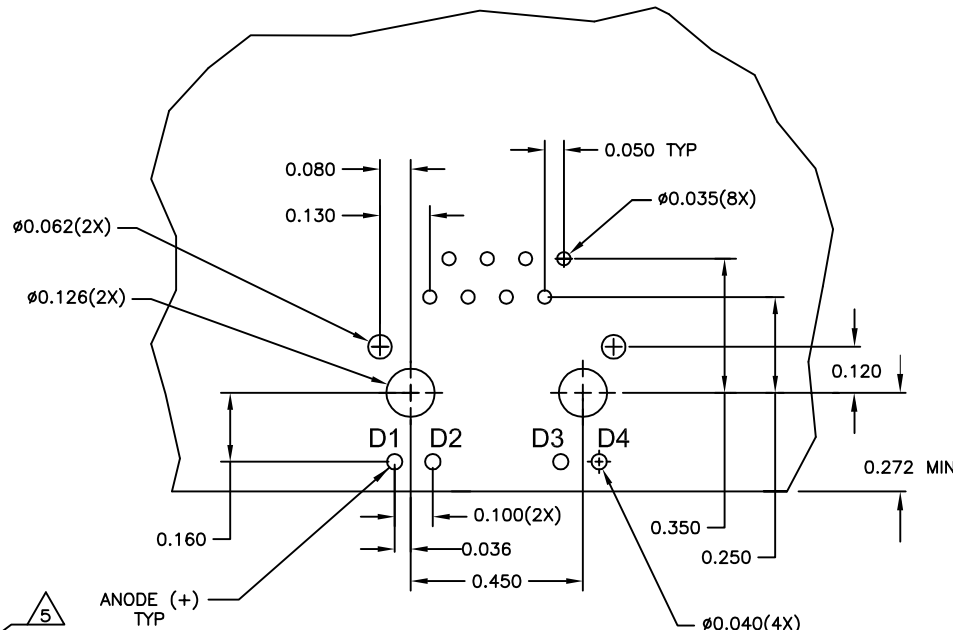 0.080
0.050 TYP
0.130
ø0.035(8X)
ø0.062(2X)
ø0.126(2X)
0.120
D1 D2 D3 D4
0.272 MIN
0.100(2X)
0.350
0.160
0.036
0.250
0.450
5
ANODE (+)
TYP
ø0.040(4X)